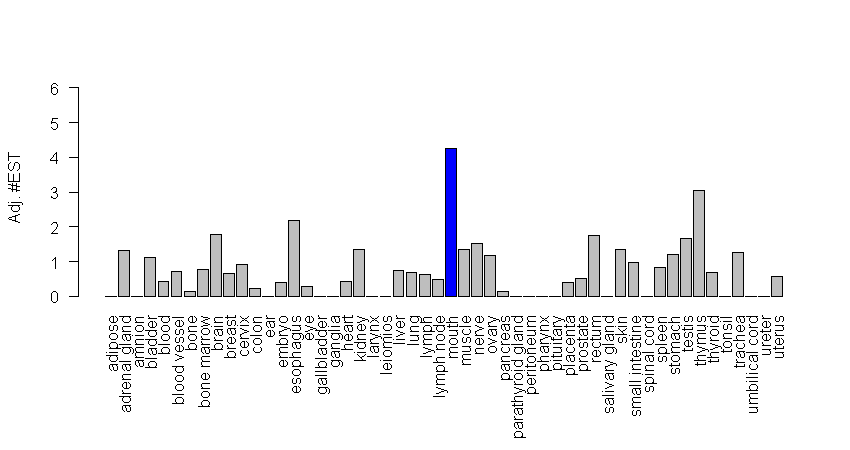 6
5
4
3
2
1
0
Adj. #EST
adipose
adrenal gland
amnion
bladder
blood
blood vessel
bone
bone marrow
brain
breast
cervix
colon
ear
embryo
esophagus
eye
gallbladder
ganglia
heart
kidney
larynx
leiomios
liver
lung
lymph
lymph node
mouth
muscle
nerve
ovary
pancreas
parathyroid gland
peritoneum
pharynx
pituitary
placenta
prostate
rectum
salivary gland
skin
small intestine
spinal cord
spleen
stomach
testis
thymus
thyroid
tonsil
trachea
umbilical cord
ureter
uterus